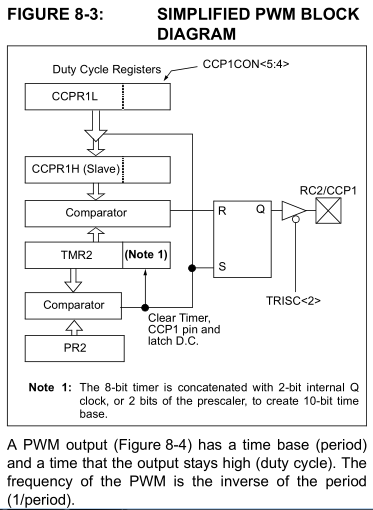 FIGURE 8-3: SIMPLIFIED PWM BLOCK
DIAGRAM
Duty Cycle Registers
CCP1CON<5:4>
CCPR1L
CCPR1H (Slave)
Comparator
R Q
RC2/CCP1
TMR2 (Note 1)
S
TRISC<2>
Comparator
Clear Timer,
CCP1 pin and
latch D.C.
PR2
Note 1: The 8-bit timer is concatenated with 2-bit internal Q
clock, or 2 bits of the prescaler, to create 10-bit time
base.
A PWM output (Figure 8-4) has a time base (period)
and a time that the output stays high (duty cycle). The
frequency of the PWM is the inverse of the period
(1/period).